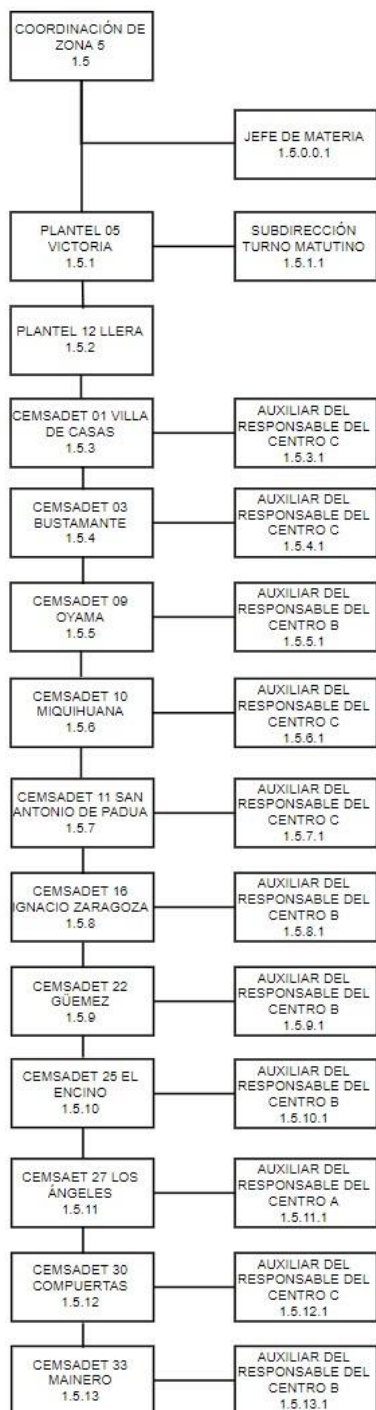 COORDINACIÓN DE
ZONA 5
1.5
JEFE DE MATERIA
1.5.0.0.1
PLANTEL 05
VICTORIA
1.5.1
SUBDIRECCIÓN
TURNO MATUTINO
1.5.1.1
PLANTEL 12 LLERA
1.5.2
CEMSADET 01 VILLA
DE CASAS
1.5.3
AUXILIAR DEL
RESPONSABLE DEL
CENTRO C
1.5.3.1
CEMSADET 03
BUSTAMANTE
1.5.4
AUXILIAR DEL
RESPONSABLE DEL
CENTRO C
1.5.4.1
CEMSADET 09
OYAMA
1.5.5
AUXILIAR DEL
RESPONSABLE DEL
CENTRO B
1.5.5.1
CEMSADET 10
MIQUIHUANA
1.5.6
AUXILIAR DEL
RESPONSABLE DEL
CENTRO C
1.5.6.1
CEMSADET 11 SAN
ANTONIO DE PADUA
1.5.7
AUXILIAR DEL
RESPONSABLE DEL
CENTRO C
1.5.7.1
CEMSADET 16
IGNACIO ZARAGOZA
1.5.8
AUXILIAR DEL
RESPONSABLE DEL
CENTRO B
1.5.8.1
CEMSADET 22
GÜEMEZ
1.5.9
AUXILIAR DEL
RESPONSABLE DEL
CENTRO B
1.5.9.1
CEMSADET 25 EL
ENCINO
1.5.10
AUXILIAR DEL
RESPONSABLE DEL
CENTRO B
1.5.10.1
CEMSAET 27 LOS
ÁNGELES
1.5.11
AUXILIAR DEL
RESPONSABLE DEL
CENTRO A
1.5.11.1
CEMSADET 30
COMPUERTAS
1.5.12
AUXILIAR DEL
RESPONSABLE DEL
CENTRO C
1.5.12.1
CEMSADET 33
MAINERO
1.5.13
AUXILIAR DEL
RESPONSABLE DEL
CENTRO B
1.5.13.1